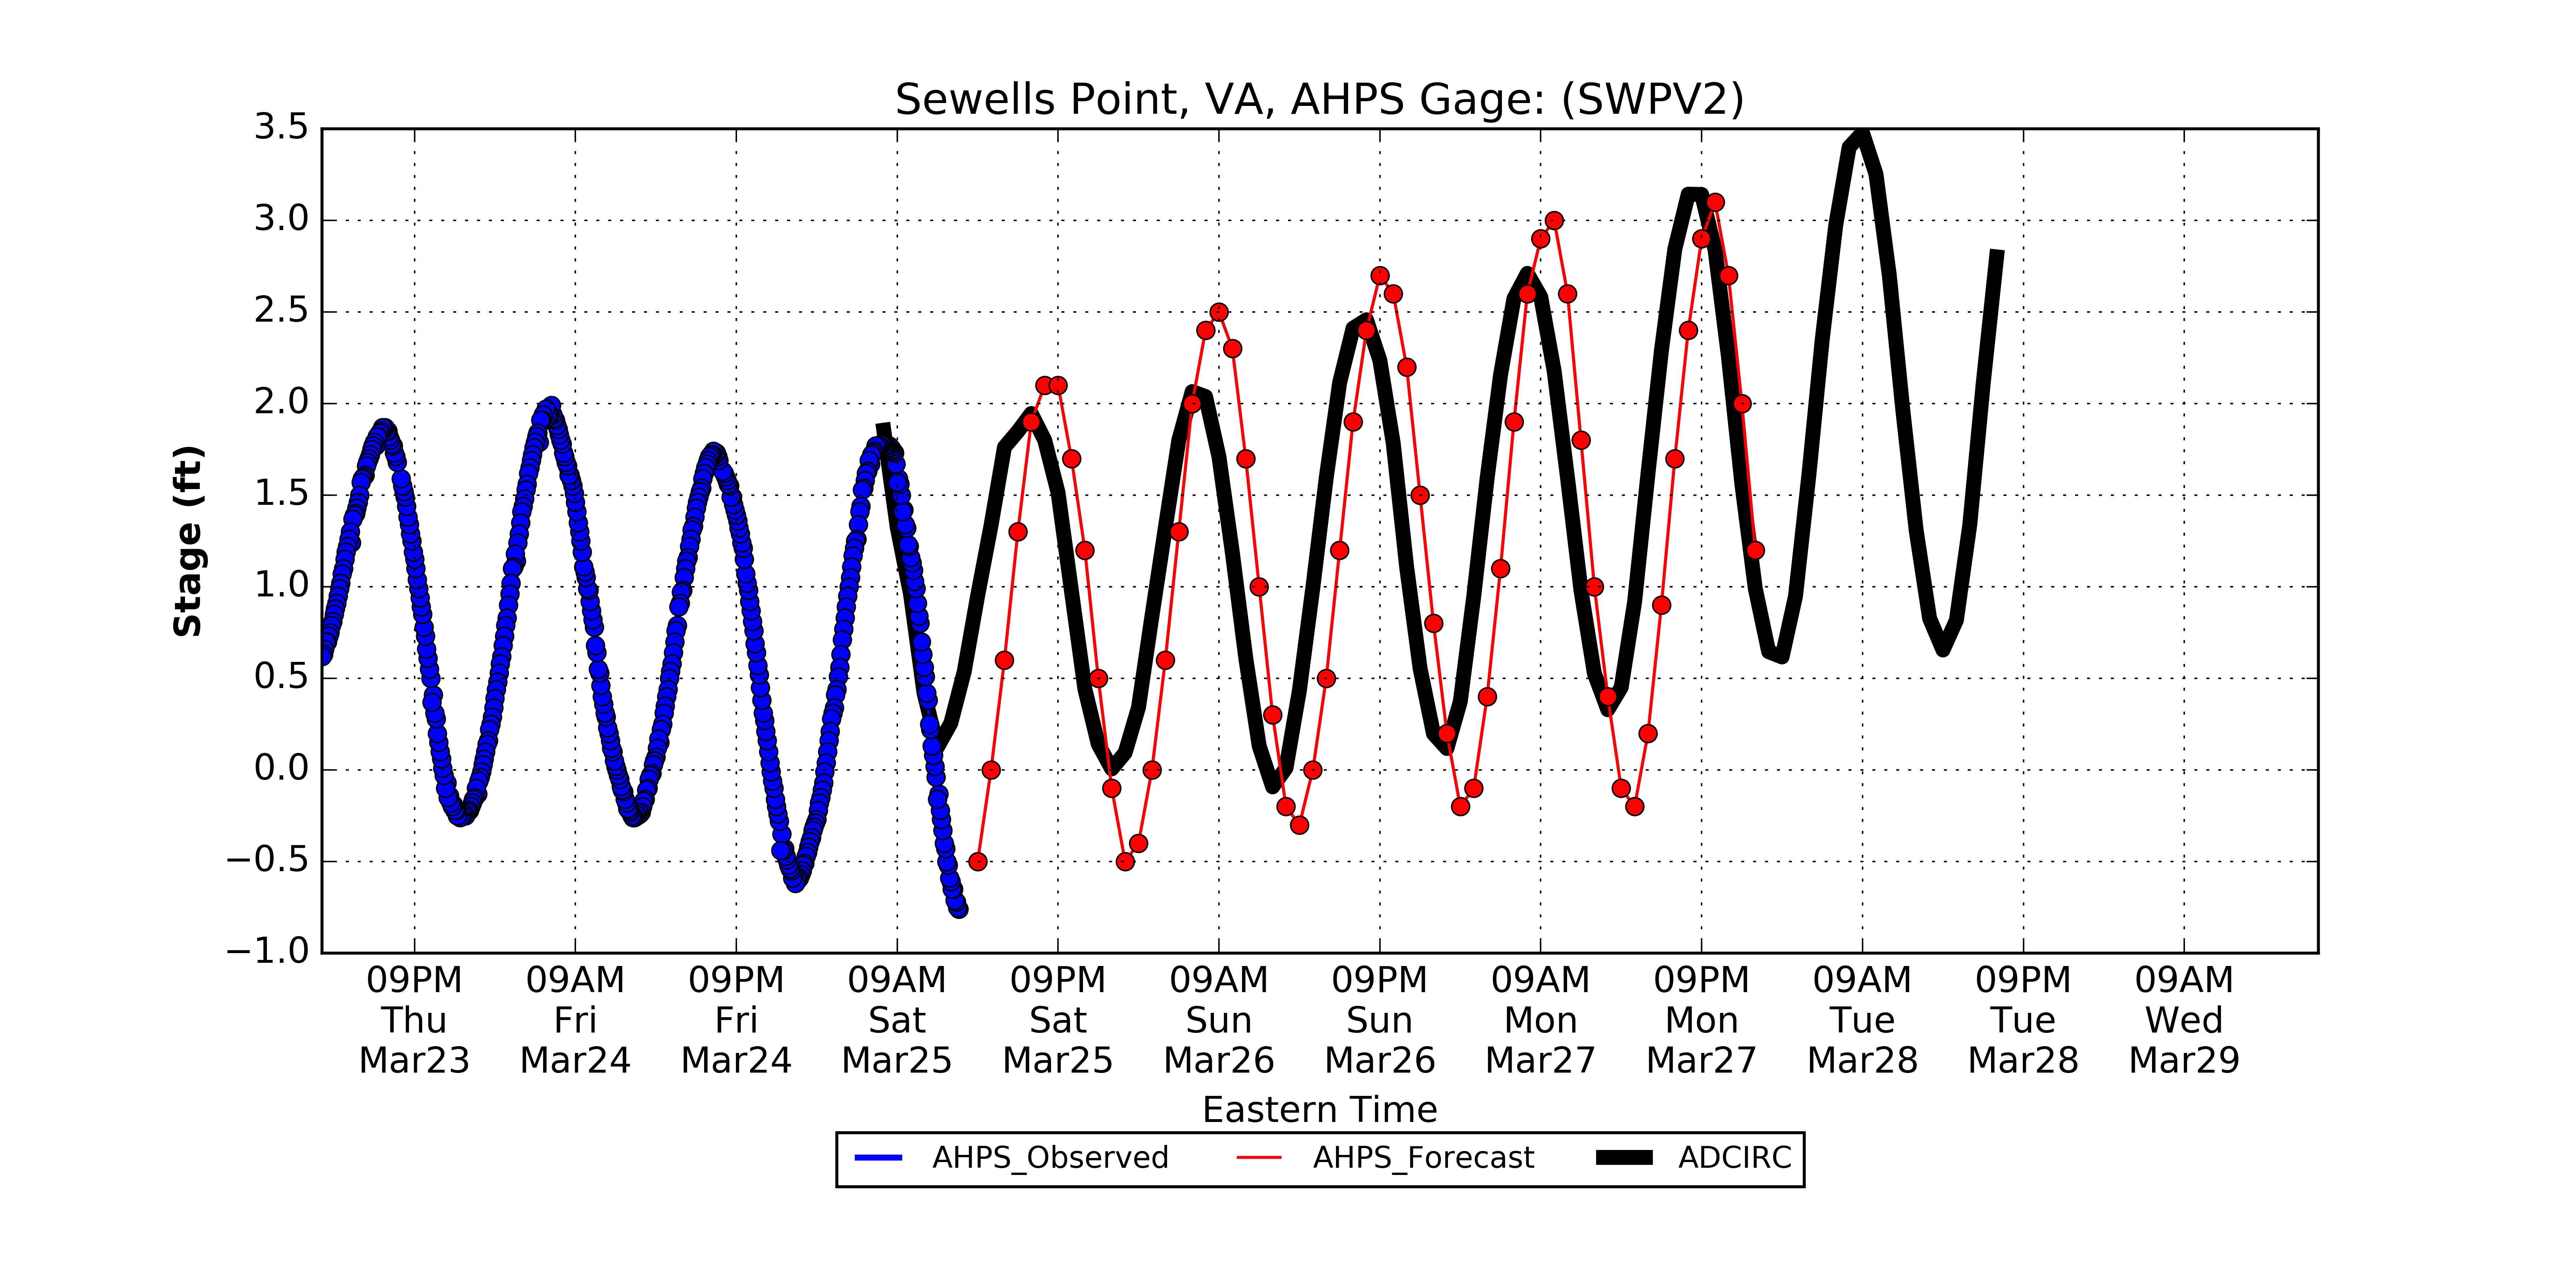 Sewells Point, VA, AHPS Gage: (SWPV2)
3.5
3.0
2.5
2.0
1.5
1.0
0.5
0.0
−0.5
−1.0
Stage (ft)
09PM 09AM 09PM 09AM 09PM 09AM 09PM 09AM 09PM 09AM 09PM 09AM
Thu Fri Fri Sat Sat Sun Sun Mon Mon Tue Tue Wed
Mar23 Mar24 Mar24 Mar25 Mar25 Mar26 Mar26 Mar27 Mar27 Mar28 Mar28 Mar29
Eastern Time
AHPS_Observed AHPS_Forecast ADCIRC